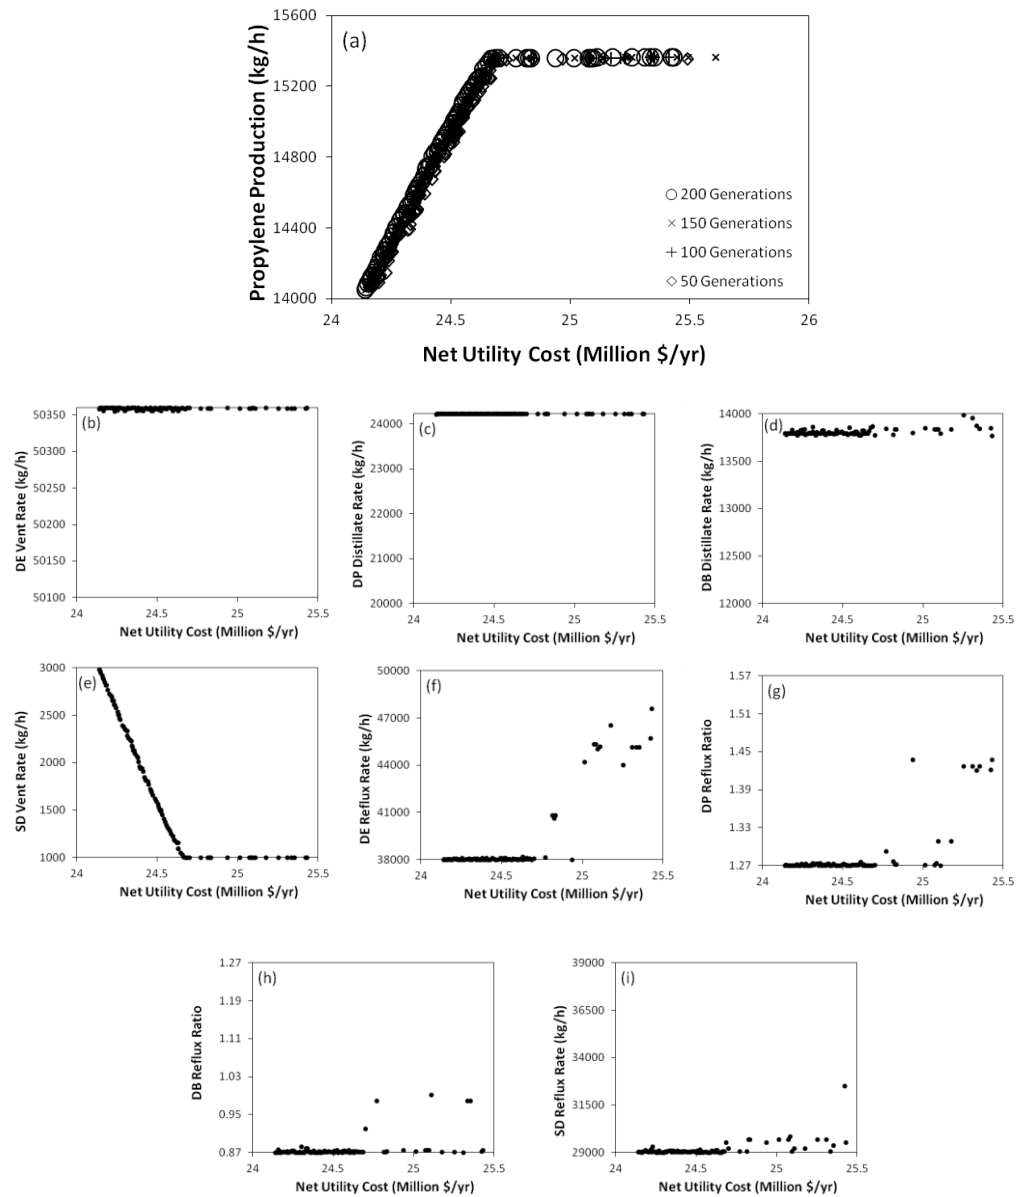 (a)
Propylene Production (kg/h)
15600
15200
14800
14400
14000
200 Generations
150 Generations
100 Generations
50 Generations
24
24.5
25
25.5
26
Net Utility Cost (Million $/yr)
(b)
DE Vent Rate (kg/h)
50350
50300
50250
50200
50150
50100
24
24.5
25
25.5
Net Utility Cost (Million $/yr)
(c)
DP Distillate Rate (kg/h)
24000
23000
22000
21000
20000
24
24.5
25
25.5
Net Utility Cost (Million $/yr)
(d)
DB Distillate Rate (kg/h)
14000
13500
13000
12500
12000
24
24.5
25
25.5
Net Utility Cost (Million $/yr)
(e)
SD Vent Rate (kg/h)
3000
2500
2000
1500
1000
24
24.5
25
25.5
Net Utility Cost (Million $/yr)
(f)
DE Reflux Rate (kg/h)
50000
47000
44000
41000
38000
24
24.5
25
25.5
Net Utility Cost (Million $/yr)
(g)
DP Reflux Ratio
1.57
1.51
1.45
1.39
1.33
1.27
24
24.5
25
25.5
Net Utility Cost (Million $/yr)
(h)
DB Reflux Ratio
1.27
1.19
1.11
1.03
0.95
0.87
24
24.5
25
25.5
Net Utility Cost (Million $/yr)
(i)
SD Reflux Rate (kg/h)
39000
36500
34000
31500
29000
24
24.5
25
25.5
Net Utility Cost (Million $/yr)